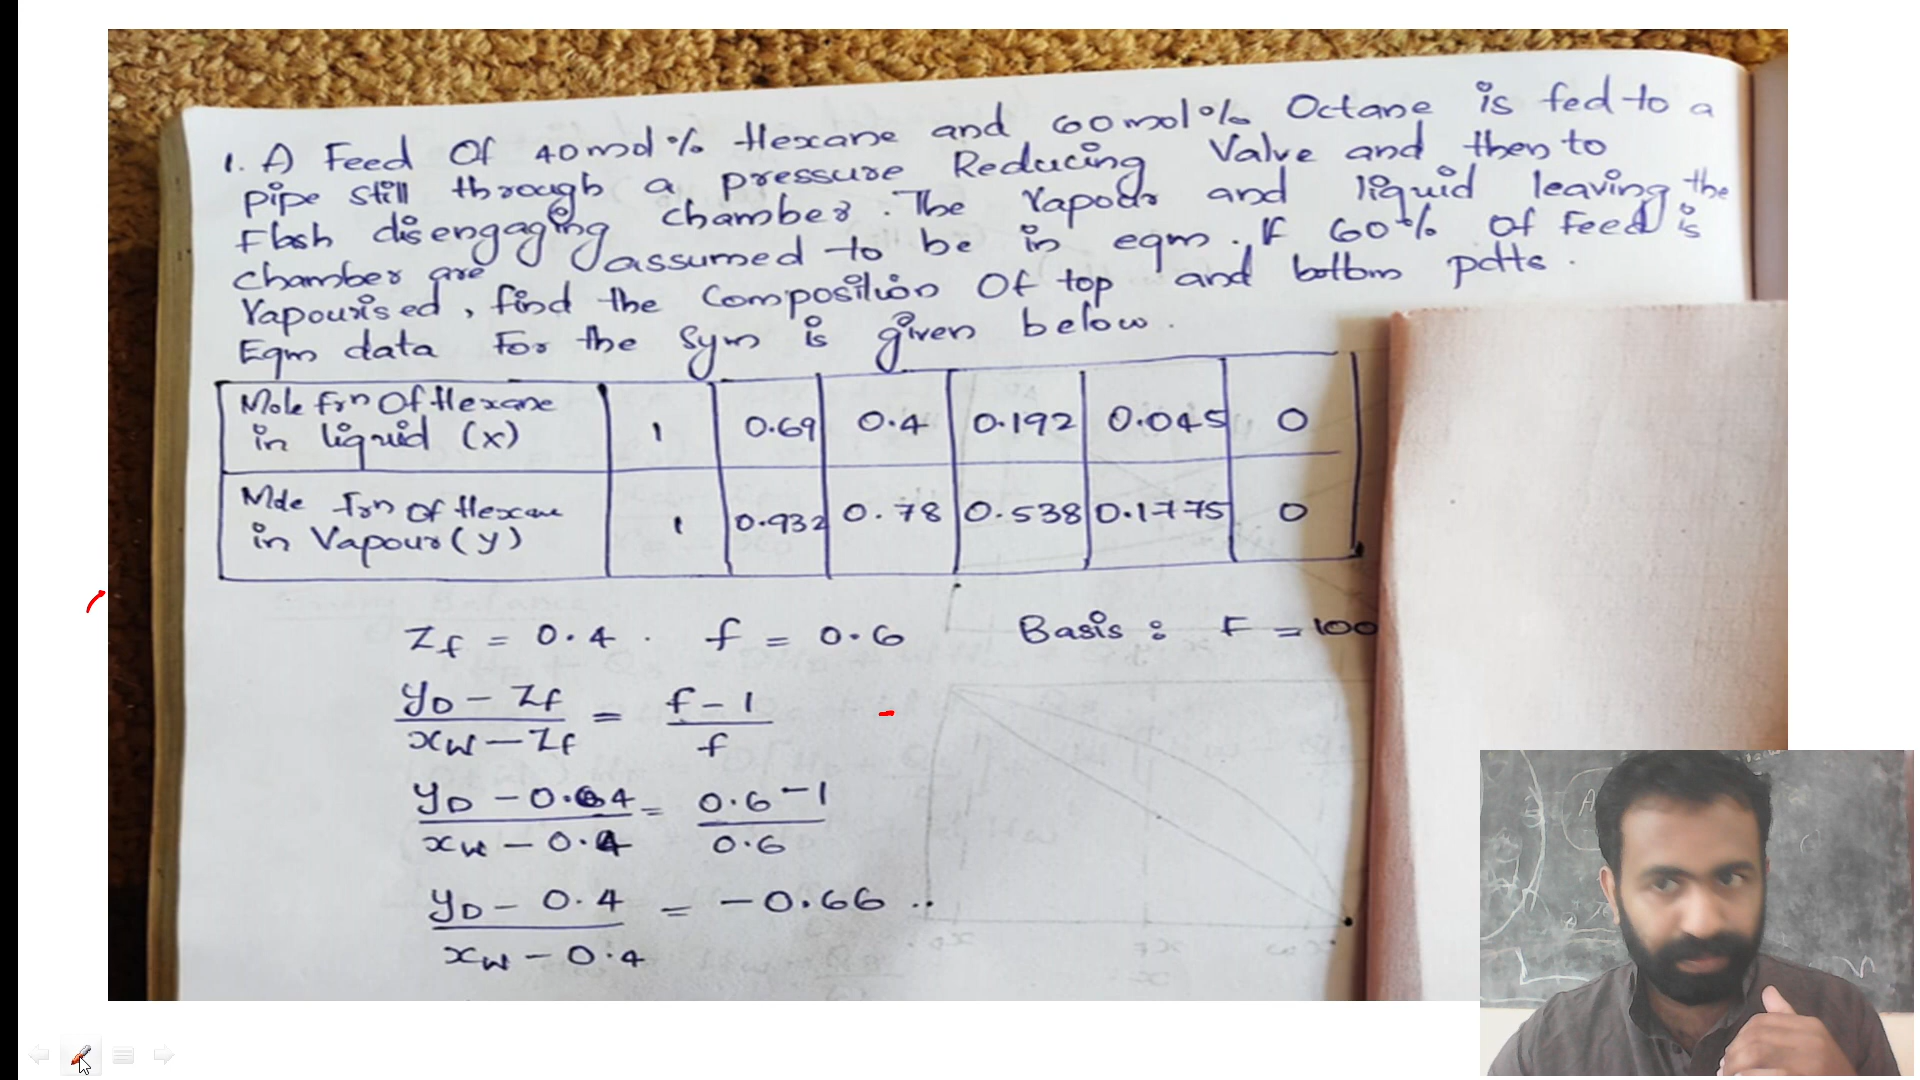 1. A Feed Of 40mol% Hexane and 60mol% Octane is fed to a
pipe still through a pressure Reducing Valve and then to
Flash disengaging chamber. The Vapour and liquid leaving the
chamber are assumed to be in eqm. If 60% Of Feed is
Vapourised, find the Composition Of top and bottom pdts.
Eqm data For the Sym is given below.
Mole frn Of Hexane in liquid (x) 1 0.69 0.4 0.192 0.045 0
Mole Frn Of Hexane in Vapour (y) 1 0.932 0.78 0.538 0.1775 0
Zf = 0.4. f = 0.6 Basis : F = 100
yD - Zf / xW - Zf = f - 1 / f
yD - 0.4 / xW - 0.4 = 0.6 - 1 / 0.6
yD - 0.4 / xW - 0.4 = -0.66..